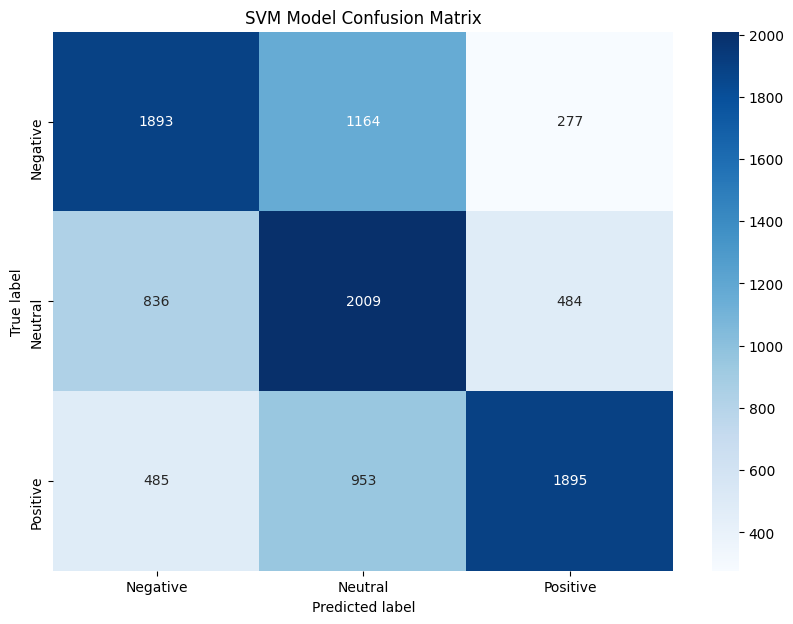 SVM Model Confusion Matrix
True label
Negative
Neutral
Positive
1893 1164 277
836 2009 484
485 953 1895
Negative Neutral Positive
Predicted label
2000
1800
1600
1400
1200
1000
800
600
400